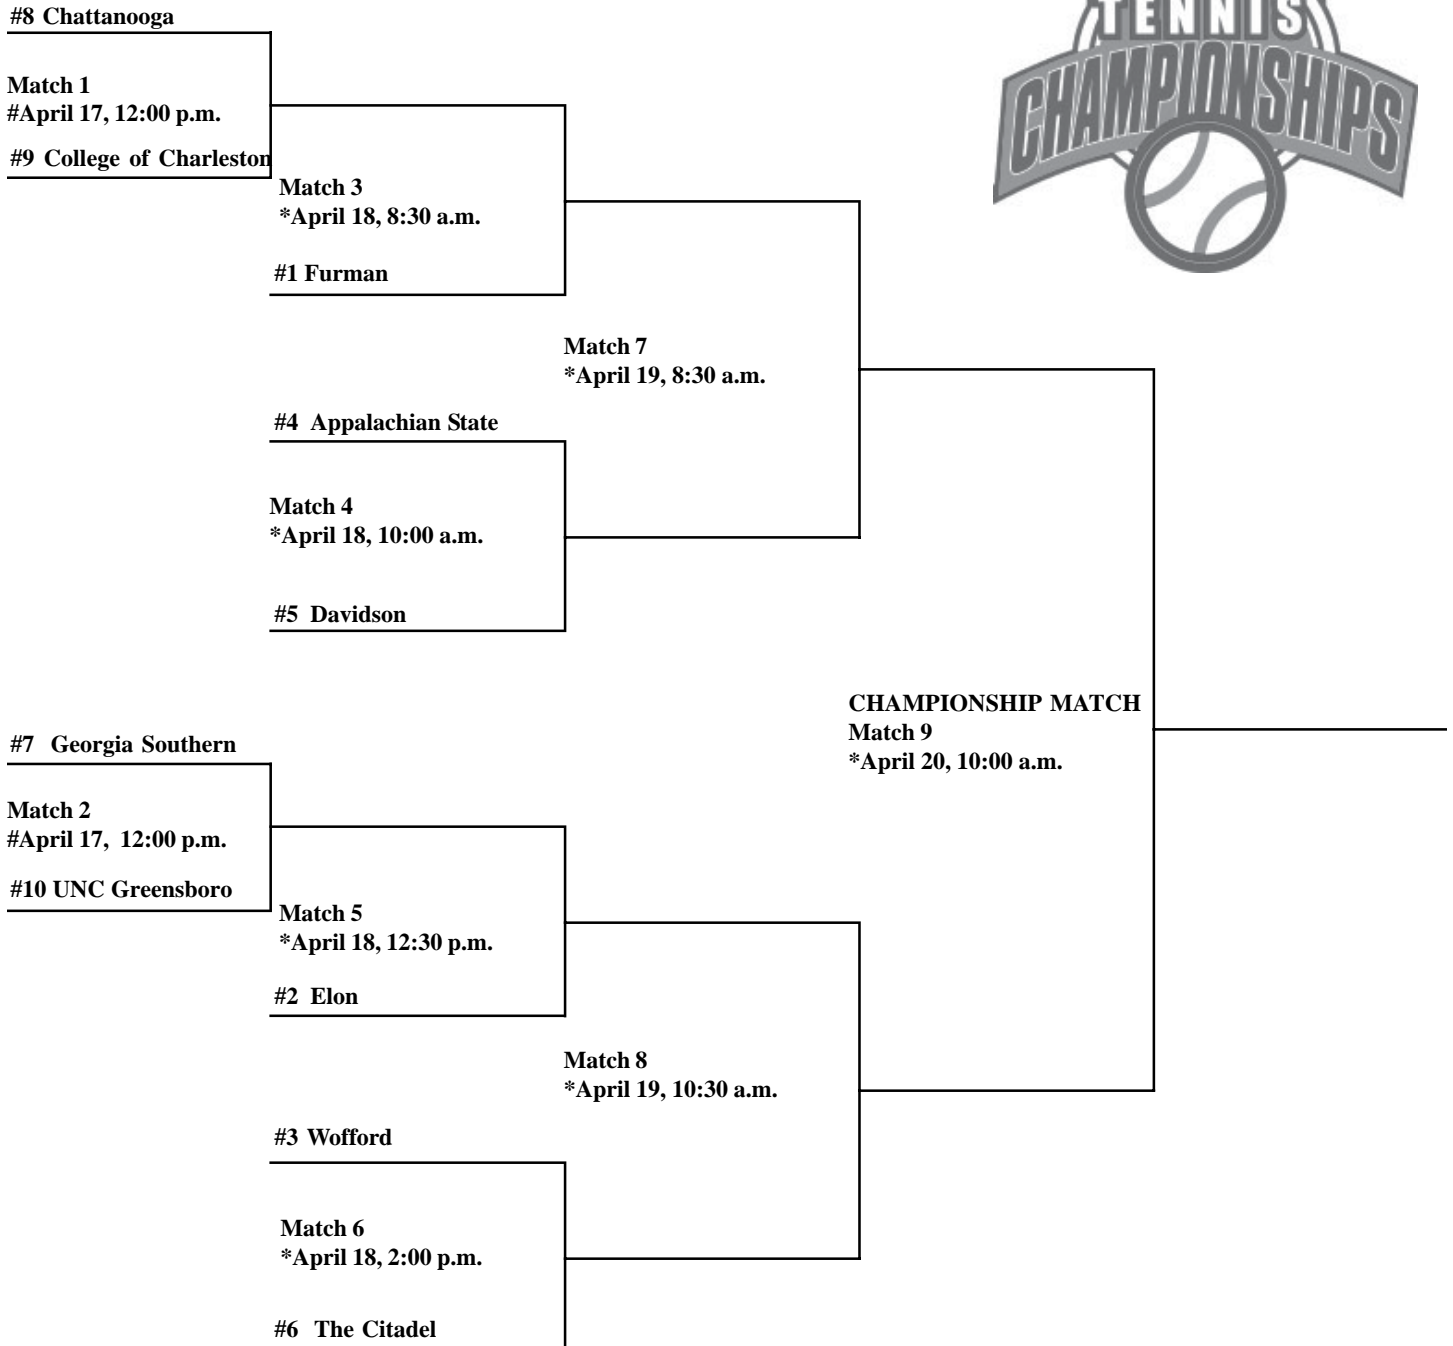 #8 Chattanooga
TENNIS
CHAMPIONSHIPS
Match 1
#April 17, 12:00 p.m.
#9 College of Charleston
Match 3
*April 18, 8:30 a.m.
#1 Furman
Match 7
*April 19, 8:30 a.m.
#4 Appalachian State
Match 4
*April 18, 10:00 a.m.
#5 Davidson
CHAMPIONSHIP MATCH
Match 9
*April 20, 10:00 a.m.
#7 Georgia Southern
Match 2
#April 17, 12:00 p.m.
#10 UNC Greensboro
Match 5
*April 18, 12:30 p.m.
#2 Elon
Match 8
*April 19, 10:30 a.m.
#3 Wofford
Match 6
*April 18, 2:00 p.m.
#6 The Citadel